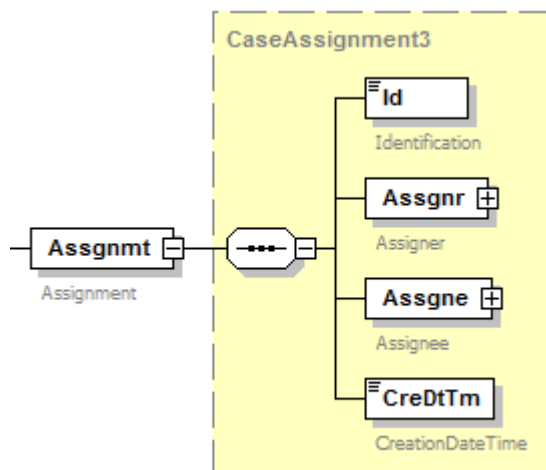 CaseAssignment3
Id
Identification
Assgnr
Assigner
Assgnmt
Assignment
Assgne
Assignee
CreDtTm
CreationDateTime